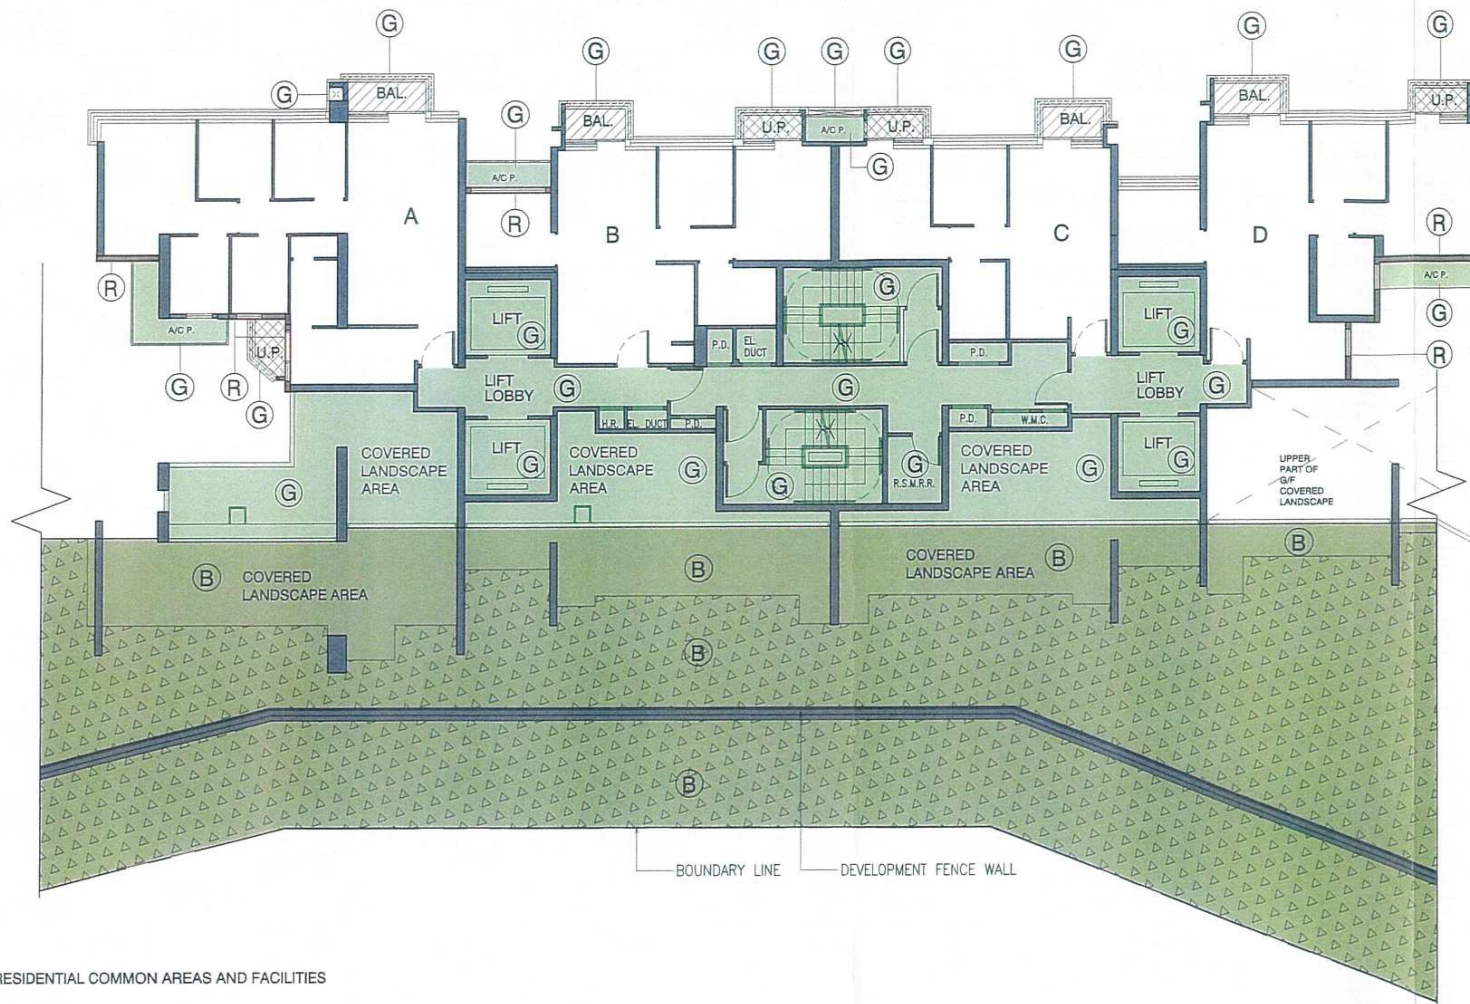 G
G
G
G
G
G
G
G
G
BAL.
BAL.
U.P.
A/C P.
U.P.
BAL.
BAL.
U.P.
G
G
A/C P.
R
A
B
C
D
R
R
A/C P.
U.P.
G
R
G
A/C P.
G
R
LIFT
G
G
LIFT
G
P.D.
EL.
DUCT
P.D.
LIFT
LOBBY
G
G
LIFT
LOBBY
G
H.R.
EL. DUCT
P.D.
P.D.
W.M.C.
LIFT
G
LIFT
G
COVERED
LANDSCAPE
AREA
G
COVERED
LANDSCAPE
AREA
G
G
G
R.S.M.R.R.
COVERED
LANDSCAPE
AREA
G
UPPER
PART OF
G/F
COVERED
LANDSCAPE
B
COVERED
LANDSCAPE AREA
B
COVERED
LANDSCAPE AREA
B
B
B
B
BOUNDARY LINE
DEVELOPMENT FENCE WALL
RESIDENTIAL COMMON AREAS AND FACILITIES